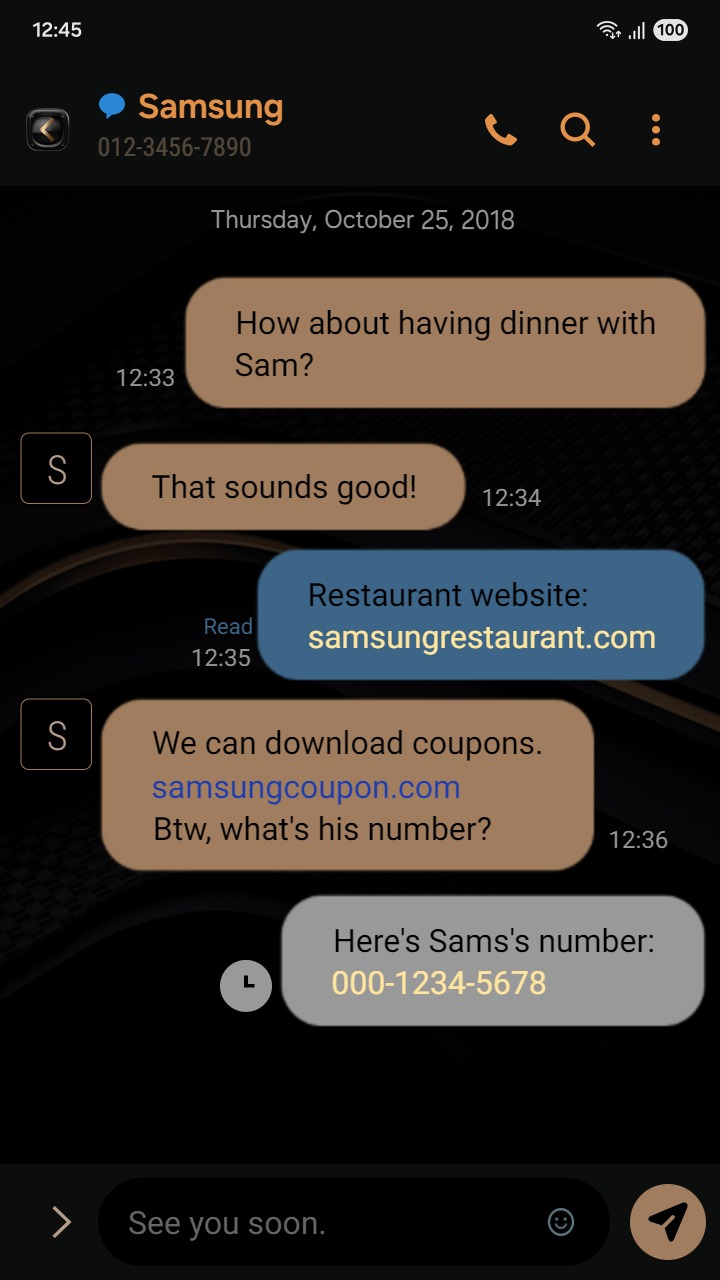 12:45
100
Samsung
012-3456-7890
Thursday, October 25, 2018
How about having dinner with
Sam?
12:33
S
That sounds good!
12:34
Restaurant website:
samsungrestaurant.com
Read
12:35
S
We can download coupons.
samsungcoupon.com
Btw, what's his number?
12:36
Here's Sams's number:
000-1234-5678
See you soon.